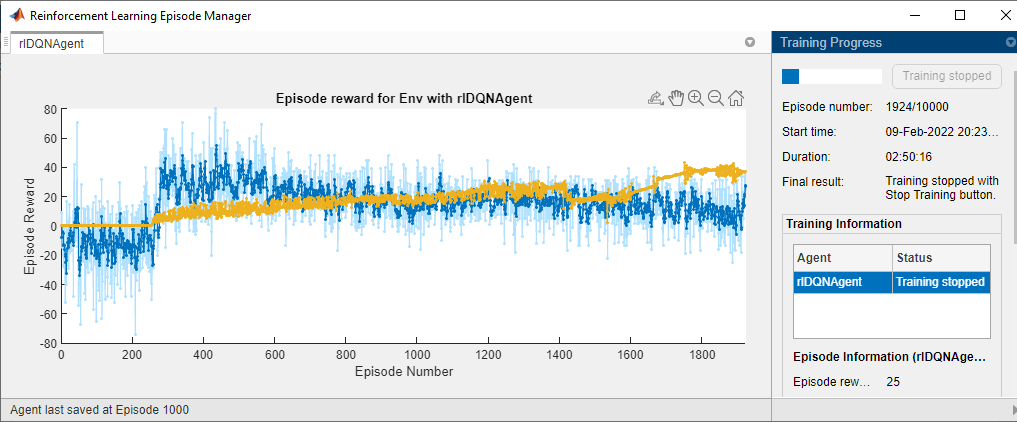 Reinforcement Learning Episode Manager
rlDQNAgent
Episode reward for Env with rlDQNAgent
80
60
40
20
0
-20
-40
-60
-80
Episode Reward
0 200 400 600 800 1000 1200 1400 1600 1800
Episode Number
Agent last saved at Episode 1000
Training Progress
Training stopped
Episode number: 1924/10000
Start time: 09-Feb-2022 20:23...
Duration: 02:50:16
Final result: Training stopped with
Stop Training button.
Training Information
Agent Status
rlDQNAgent Training stopped
Episode Information (rlDQNAge...
Episode rew... 25